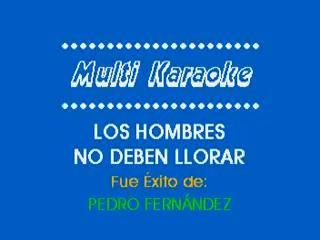 Multi Karaoke
LOS HOMBRES
NO DEBEN LLORAR
Fue Éxito de:
PEDRO FERNÁNDEZ